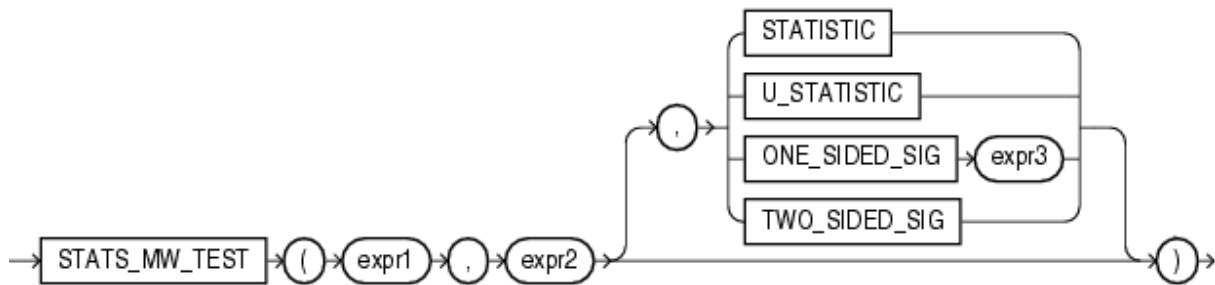 STATISTIC
U_STATISTIC
, ONE_SIDED_SIG expr3
TWO_SIDED_SIG
STATS_MW_TEST ( expr1 , expr2 )